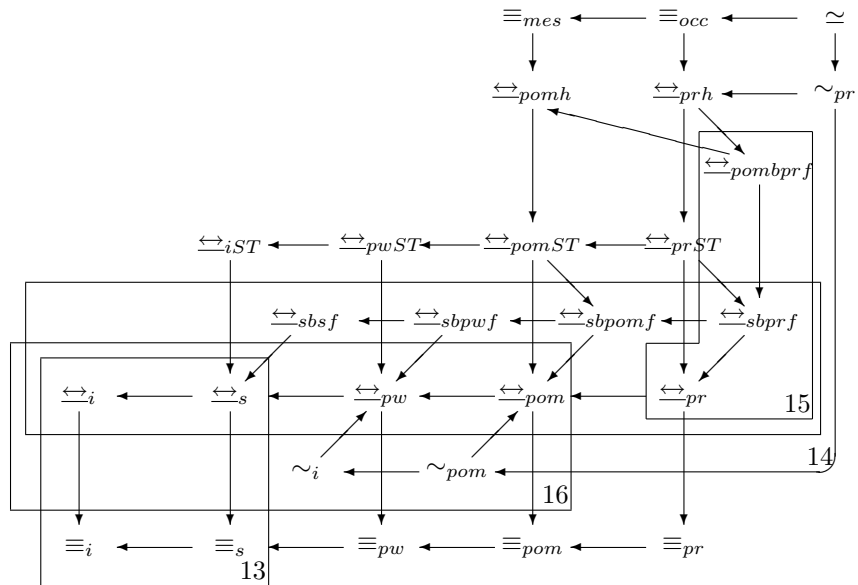 ≡mes ≡occ ≃
↔pomh ↔prh ∼pr
↔pombprf
↔iST ↔pwST ↔pomST ↔prST
↔sbsf ↔sbpwf ↔sbpomf ↔sbprf
↔i ↔s ↔pw ↔pom ↔pr 15
∼i ∼pom 14
16
≡i ≡s ≡pw ≡pom ≡pr
13